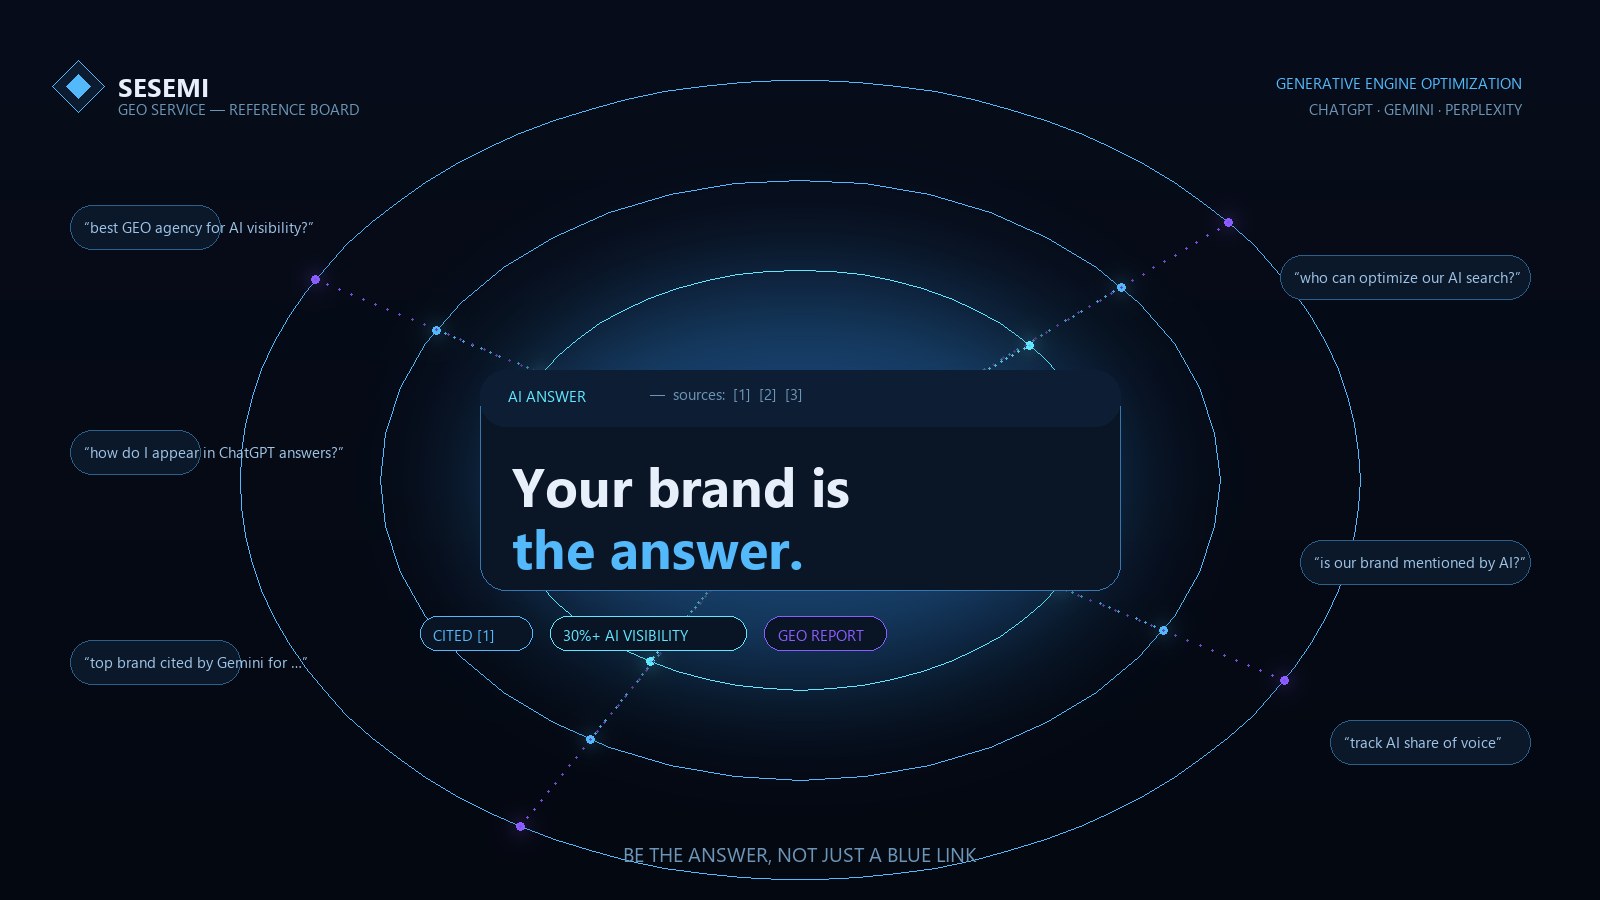 SESEMI
GEO SERVICE — REFERENCE BOARD
GENERATIVE ENGINE OPTIMIZATION
CHATGPT · GEMINI · PERPLEXITY
“best GEO agency for AI visibility?”
“who can optimize our AI search?”
AI ANSWER — sources: [1] [2] [3]
“how do I appear in ChatGPT answers?”
Your brand is
the answer.
“is our brand mentioned by AI?”
CITED [1]
30%+ AI VISIBILITY
GEO REPORT
“top brand cited by Gemini for ...”
“track AI share of voice”
BE THE ANSWER, NOT JUST A BLUE LINK